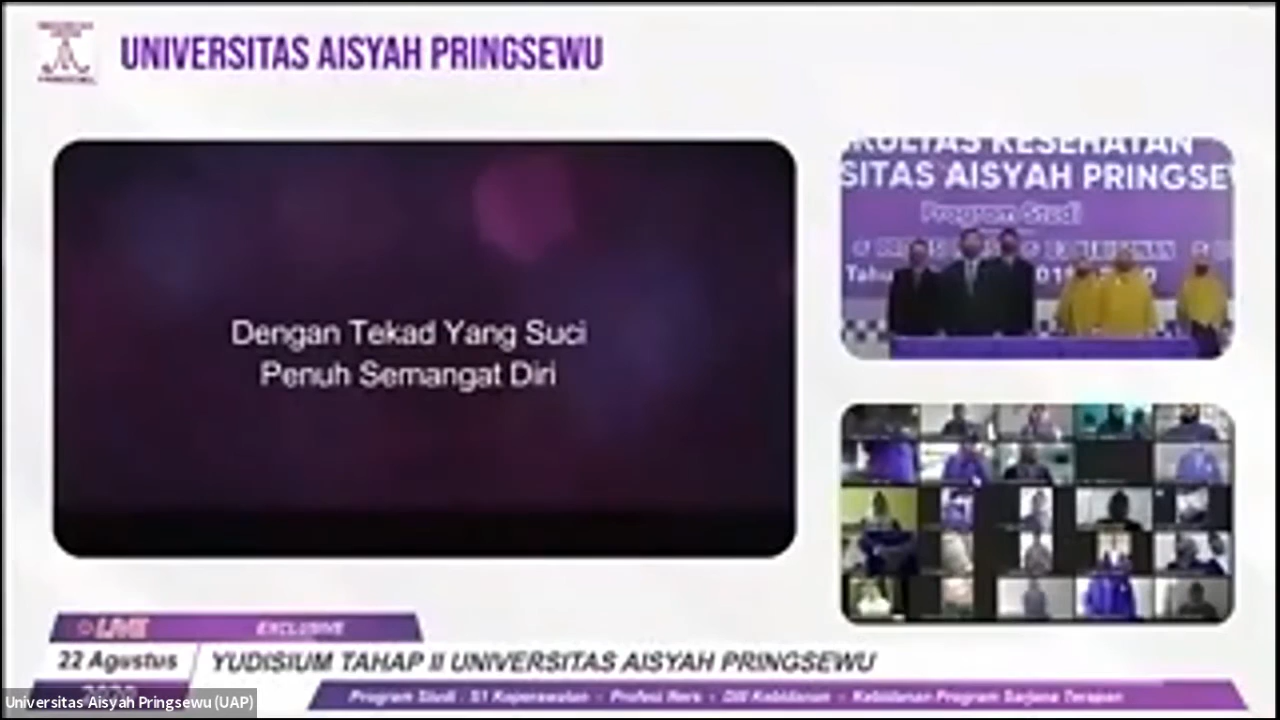 UNIVERSITAS AISYAH PRINGSEWU
Dengan Tekad Yang Suci
Penuh Semangat Diri
KULTAS KESEHATAN
SITAS AISYAH PRINGSE
Program Studi
LIVE
EXCLUSIVE
22 Agustus
YUDISIUM TAHAP II UNIVERSITAS AISYAH PRINGSEWU
Program Studi : S1 Keperawatan - Profesi Ners - DIII Kebidanan - Kebidanan Program Sarjana Terapan
Universitas Aisyah Pringsewu (UAP)